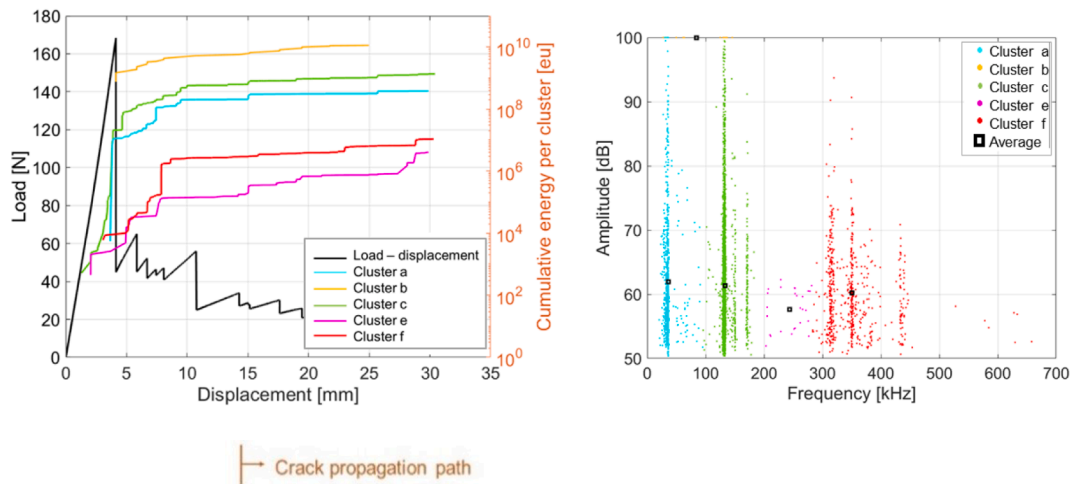 180
160
140
120
100
80
60
40
20
0
Load [N]
0 5 10 15 20 25 30 35
Displacement [mm]
10^10
10^8
10^6
10^4
10^2
10^0
Cumulative energy per cluster [eu]
Load – displacement
Cluster a
Cluster b
Cluster c
Cluster e
Cluster f
100
90
80
70
60
50
Amplitude [dB]
0 100 200 300 400 500 600 700
Frequency [kHz]
Cluster a
Cluster b
Cluster c
Cluster e
Cluster f
Average
Crack propagation path